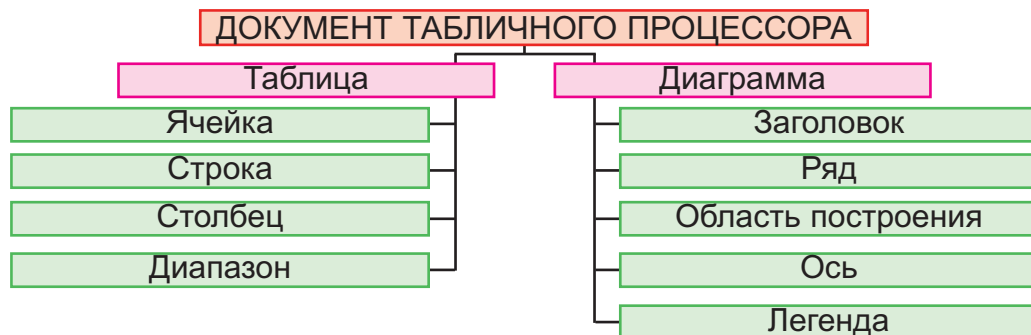 ДОКУМЕНТ ТАБЛИЧНОГО ПРОЦЕССОРА
Таблица
Ячейка
Строка
Столбец
Диапазон
Диаграмма
Заголовок
Ряд
Область построения
Ось
Легенда